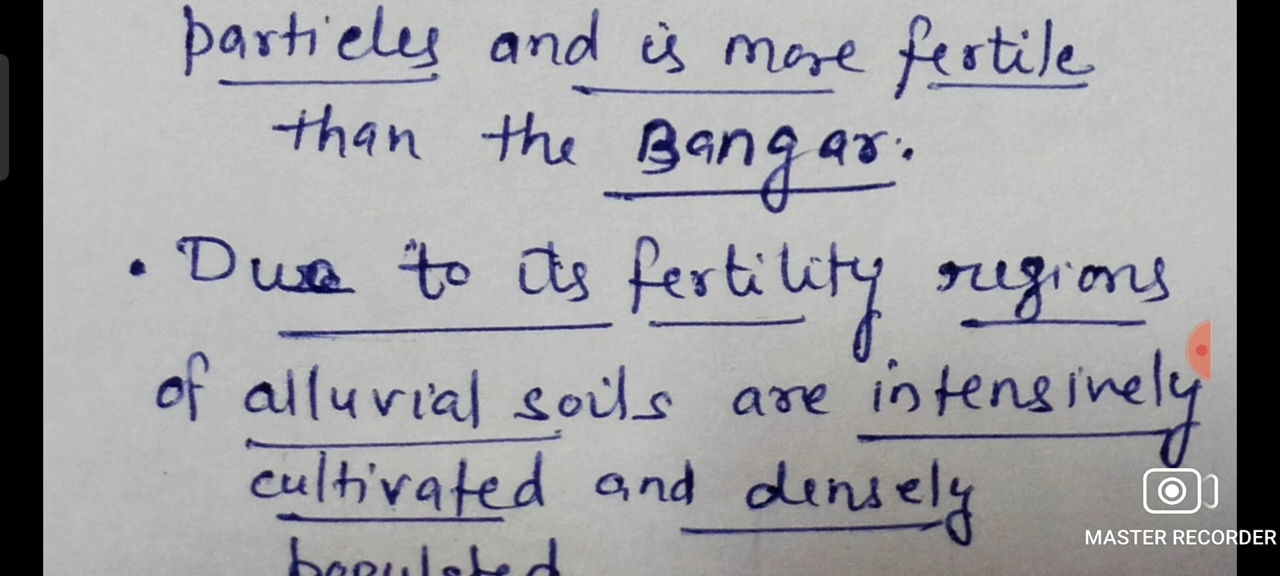 particles and is more fertile
than the Bangar.
• Due to its fertility regions
of alluvial soils are intensively
cultivated and densely
populated
MASTER RECORDER